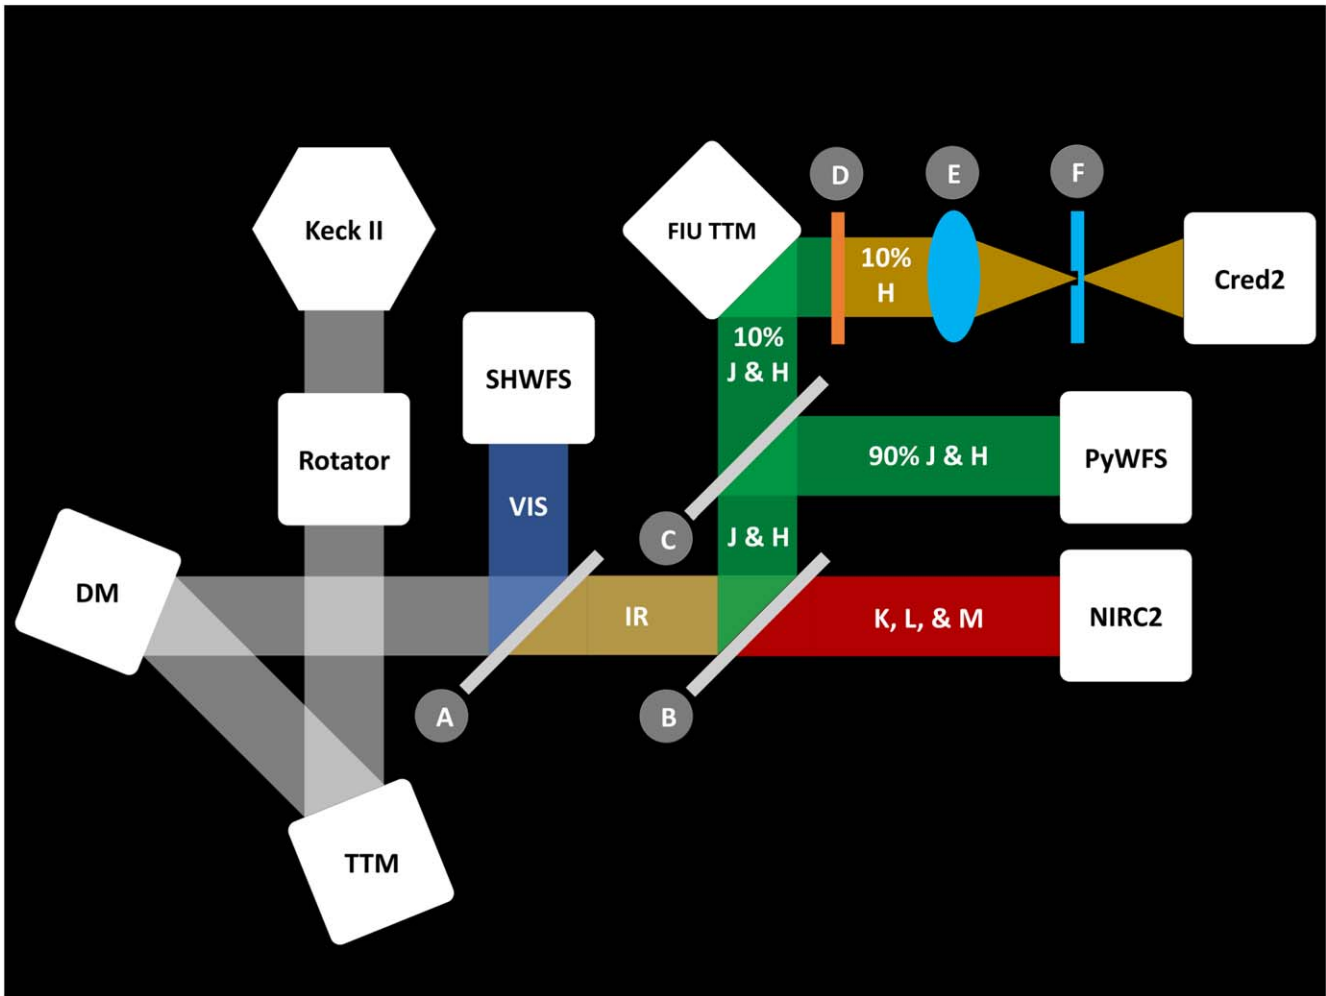 D
E
F
Keck II
FIU TTM
10%
H
Cred2
10%
J & H
SHWFS
Rotator
90% J & H
PyWFS
VIS
C
J & H
DM
IR
K, L, & M
NIRC2
A
B
TTM